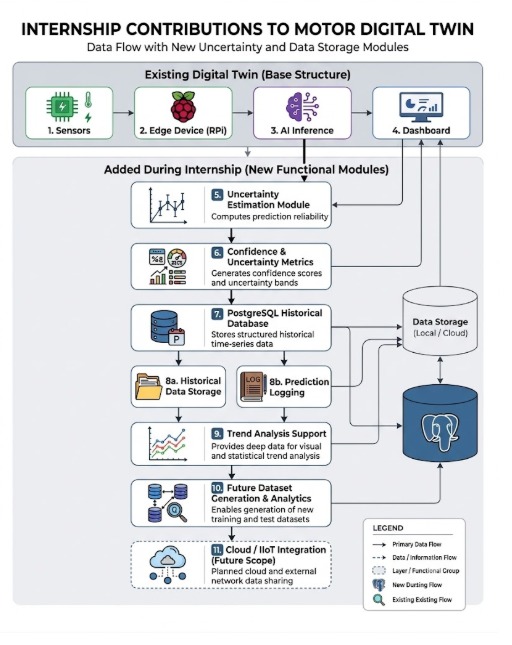 INTERNSHIP CONTRIBUTIONS TO MOTOR DIGITAL TWIN
Data Flow with New Uncertainty and Data Storage Modules
Existing Digital Twin (Base Structure)
1. Sensors
2. Edge Device (RPi)
3. AI Inference
4. Dashboard
Added During Internship (New Functional Modules)
5. Uncertainty
Estimation Module
Computes prediction reliability
6. Confidence &
Uncertainty Metrics
Generates confidence scores
and uncertainty bands
7. PostgreSQL Historical
Database
Stores structured historical
time-series data
P
Data Storage
(Local / Cloud)
8a. Historical
Data Storage
LOG
8b. Prediction
Logging
9. Trend Analysis Support
Provides deep data for visual
and statistical trend analysis
10. Future Dataset
Generation & Analytics
Enables generation of new
training and test datasets
11. Cloud / IIoT Integration
(Future Scope)
Planned cloud and external
network data sharing
LEGEND
Primary Data Flow
Data / Information Flow
Layer / Functional Group
New Durting Flow
Existing Existing Flow